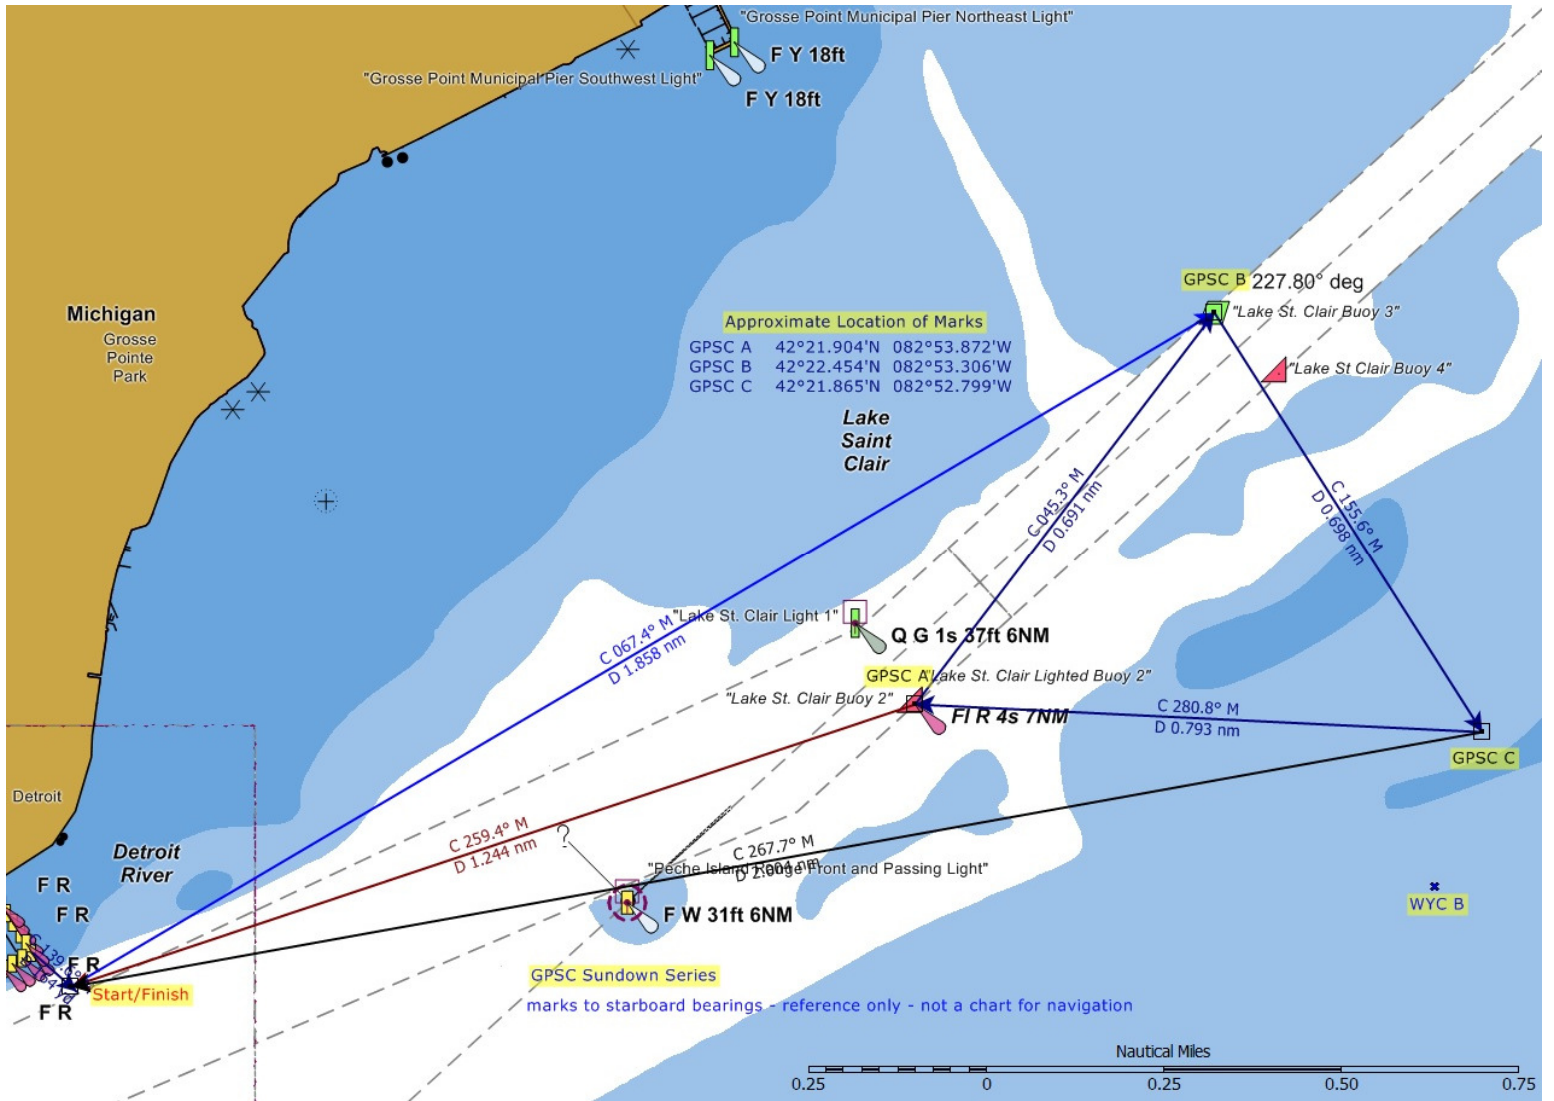 "Grosse Point Municipal Pier Northeast Light"
F Y 18ft
"Grosse Point Municipal Pier Southwest Light"
F Y 18ft
GPSC B
227.80° deg
"Lake St. Clair Buoy 3"
Michigan
Grosse
Pointe
Park
Approximate Location of Marks
GPSC A 42°21.904'N 082°53.872'W
GPSC B 42°22.454'N 082°53.306'W
GPSC C 42°21.865'N 082°52.799'W
"Lake St Clair Buoy 4"
Lake
Saint
Clair
C 045.3° M
D 0.691 nm
C 155.6° M
D 0.698 nm
"Lake St. Clair Light 1"
Q G 1s 37ft 6NM
C 067.4° M
D 1.858 nm
GPSC A
"Lake St. Clair Lighted Buoy 2"
"Lake St. Clair Buoy 2"
Fl R 4s 7NM
C 280.8° M
D 0.793 nm
GPSC C
Detroit
Detroit
River
C 259.4° M
D 1.244 nm
?
C 267.7° M
D 2.004 nm
"Peche Island Range Front and Passing Light"
F W 31ft 6NM
WYC B
F R
F R
F R
F R
C 139.6°
yd
Start/Finish
GPSC Sundown Series
marks to starboard bearings - reference only - not a chart for navigation
Nautical Miles
0.25 0 0.25 0.50 0.75